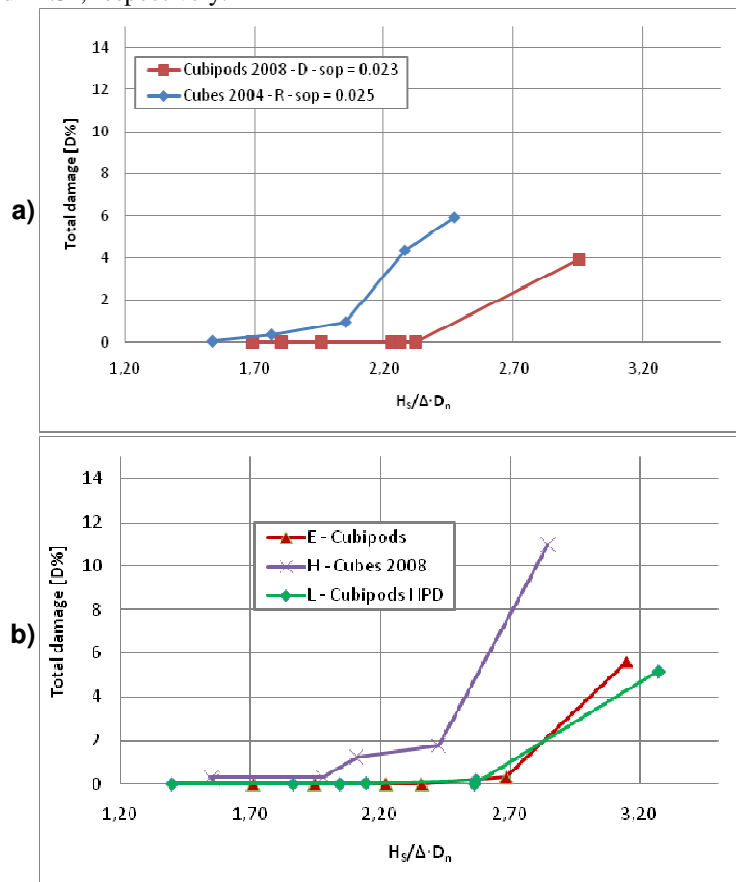 a)
14
12
10
8
6
4
2
0
Total damage [D%]
Cubipods 2008 - D - sop = 0.023
Cubes 2004 - R - sop = 0.025
1,20 1,70 2,20 2,70 3,20
Hs/Δ·Dn
b)
14
12
10
8
6
4
2
0
Total damage [D%]
E - Cubipods
H - Cubes 2008
L - Cubipods HPD
1,20 1,70 2,20 2,70 3,20
Hs/Δ·Dn